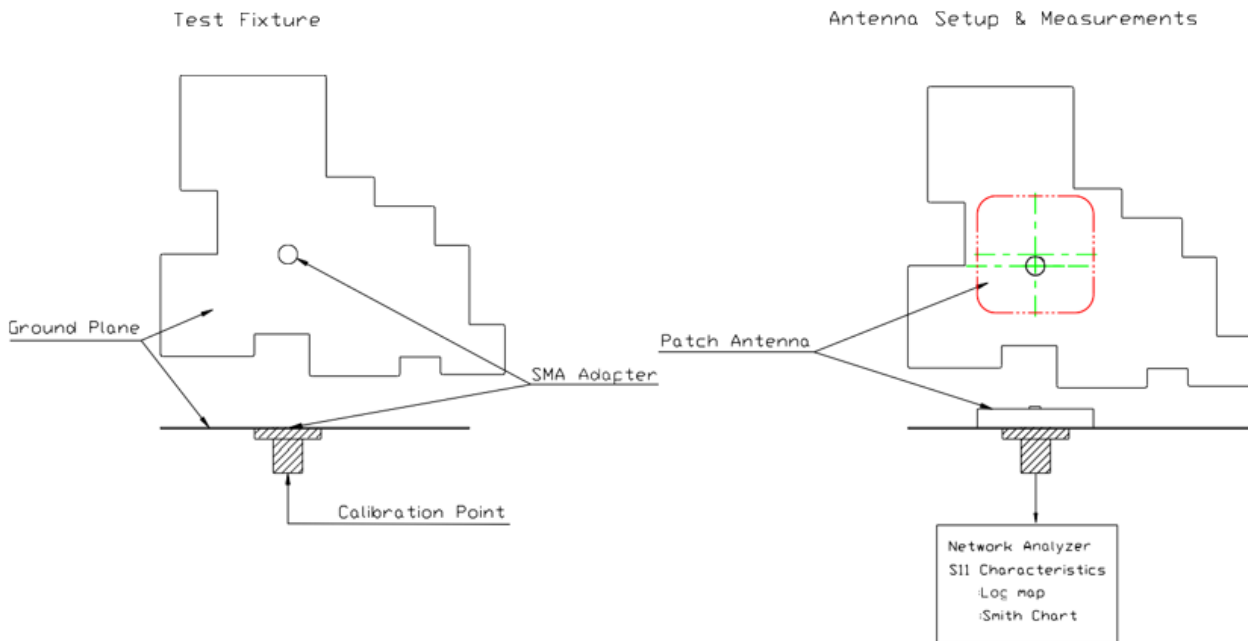 Test Fixture
Antenna Setup & Measurements
Ground Plane
SMA Adapter
Calibration Point
Patch Antenna
Network Analyzer
S11 Characteristics
:Log map
:Smith Chart